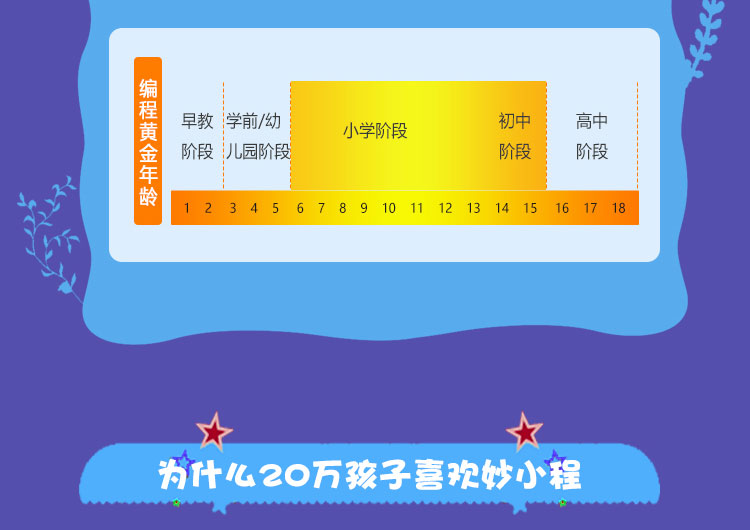 编程黄金年龄
早教
阶段
学前/幼
儿园阶段
小学阶段
初中
阶段
高中
阶段
1 2 3 4 5 6 7 8 9 10 11 12 13 14 15 16 17 18
为什么20万孩子喜欢妙小程